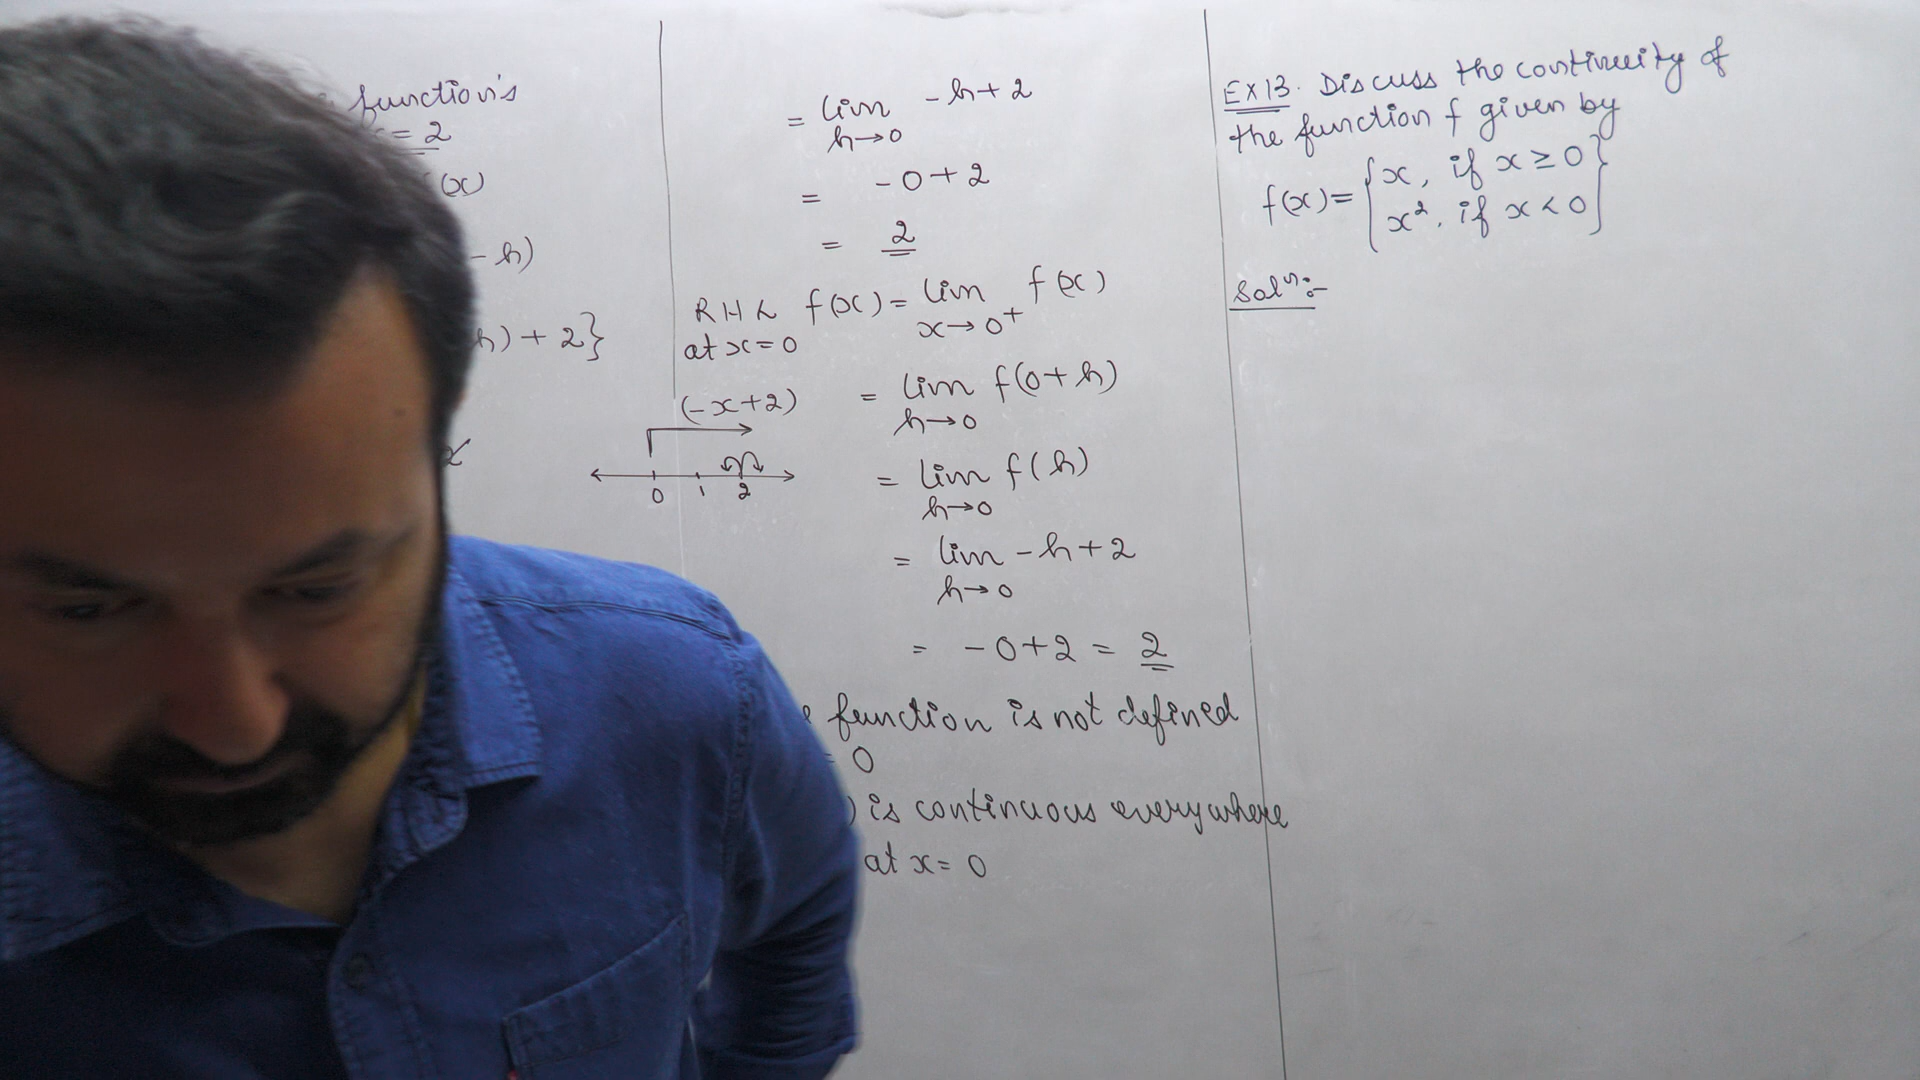 function's
= 2
(x)
- h)
h) + 2}
= lim - h + 2
h→0
= - 0 + 2
= 2
RHL f(x) = lim f(x)
at x = 0 x→0+
(-x+2)
0 1 2
= lim f(0+h)
h→0
= lim f(h)
h→0
= lim - h + 2
h→0
= - 0 + 2 = 2
function is not defined
= 0
) is continuous everywhere
at x = 0
EX 13. Discuss the continuity of
the function f given by
f(x) = { x, if x ≥ 0 }
{ x², if x < 0 }
Solⁿ:-